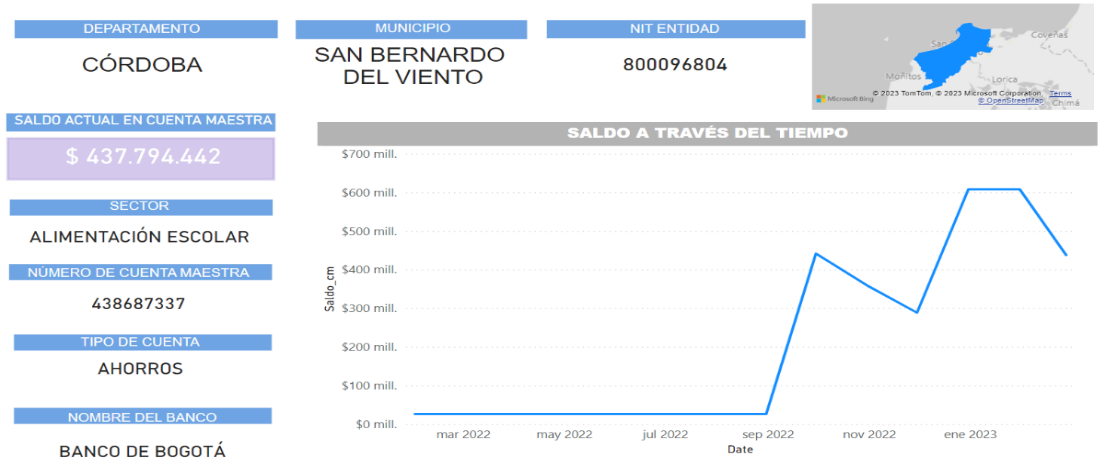 DEPARTAMENTO
CÓRDOBA
MUNICIPIO
SAN BERNARDO
DEL VIENTO
NIT ENTIDAD
800096804
San
Coveñas
Moñitos
Lorica
Chimá
Microsoft Bing
© 2023 TomTom, © 2023 Microsoft Corporation, Terms
© OpenStreetMap
SALDO ACTUAL EN CUENTA MAESTRA
$ 437.794.442
SECTOR
ALIMENTACIÓN ESCOLAR
NÚMERO DE CUENTA MAESTRA
438687337
TIPO DE CUENTA
AHORROS
NOMBRE DEL BANCO
BANCO DE BOGOTÁ
SALDO A TRAVÉS DEL TIEMPO
$700 mill.
$600 mill.
$500 mill.
$400 mill.
$300 mill.
$200 mill.
$100 mill.
$0 mill.
Saldo_cm
mar 2022
may 2022
jul 2022
sep 2022
nov 2022
ene 2023
Date